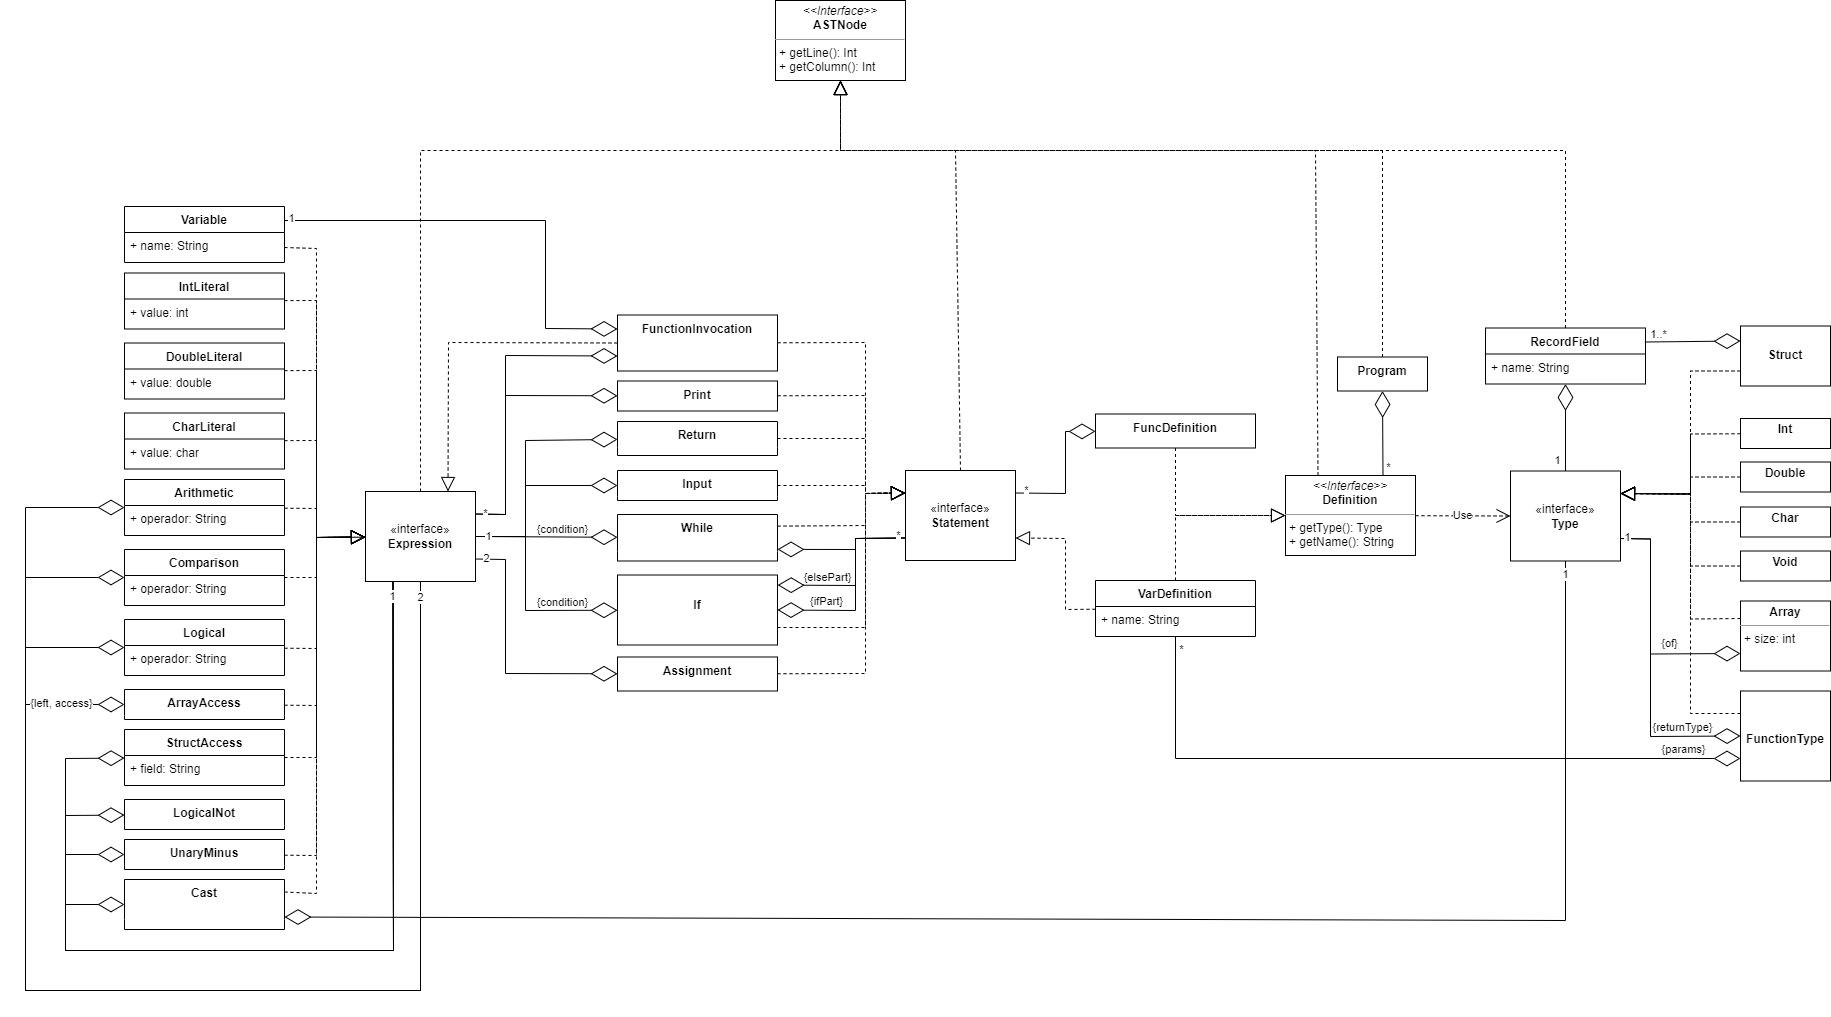 <<Interface>>
ASTNode
+ getLine(): Int
+ getColumn(): Int
Variable
+ name: String
1
IntLiteral
+ value: int
DoubleLiteral
+ value: double
CharLiteral
+ value: char
Arithmetic
+ operador: String
Comparison
+ operador: String
Logical
+ operador: String
{left, access}
ArrayAccess
StructAccess
+ field: String
LogicalNot
UnaryMinus
Cast
«interface»
Expression
*
1
2
1
2
FunctionInvocation
Print
Return
Input
{condition}
While
{condition}
If
{elsePart}
{ifPart}
Assignment
*
«interface»
Statement
*
FuncDefinition
VarDefinition
+ name: String
*
Program
*
<<Interface>>
Definition
+ getType(): Type
+ getName(): String
Use
RecordField
+ name: String
1..*
1
«interface»
Type
1
1
Struct
Int
Double
Char
Void
Array
+ size: int
{of}
{returnType}
{params}
FunctionType